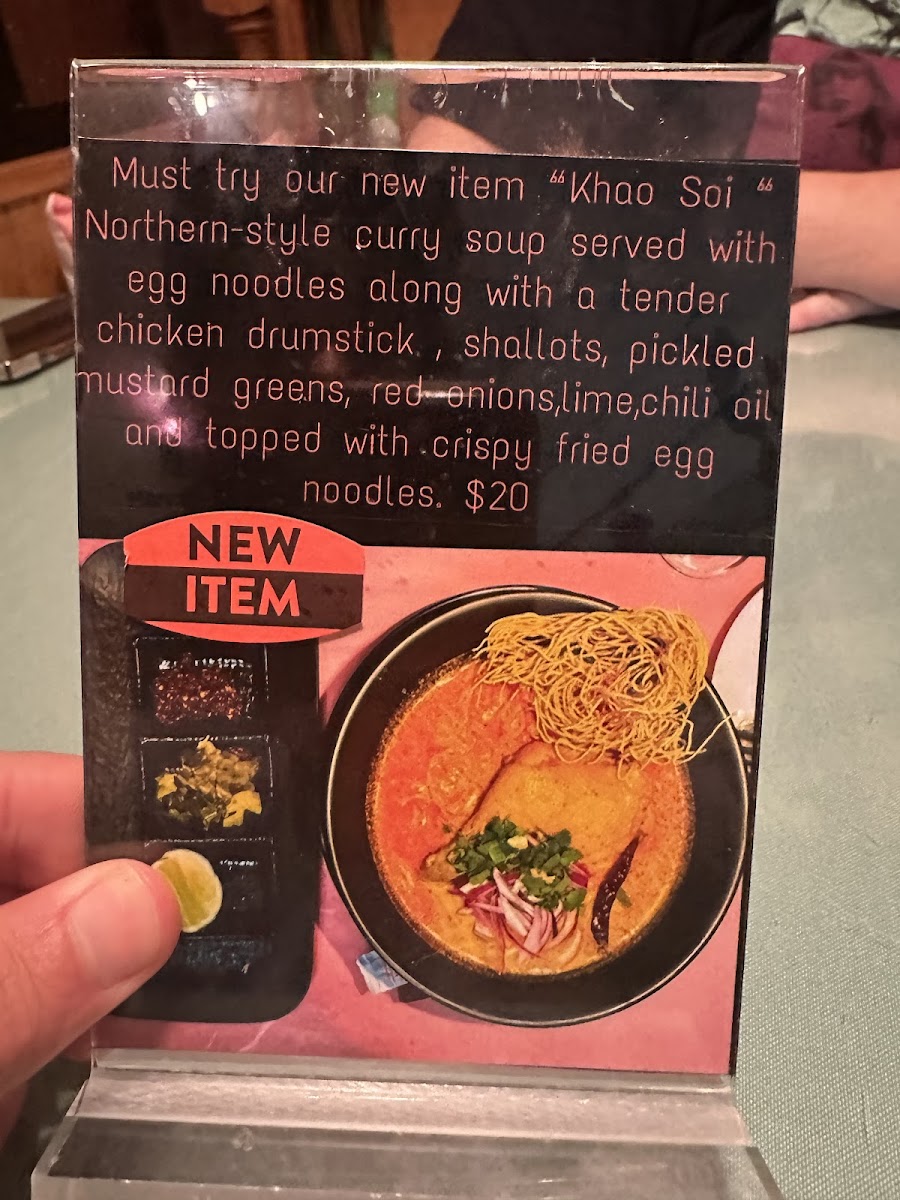 Must try our new item “Khao Soi “
Northern-style curry soup served with
egg noodles along with a tender
chicken drumstick , shallots, pickled
mustard greens, red onions,lime,chili oil
and topped with crispy fried egg
noodles. $20
NEW
ITEM